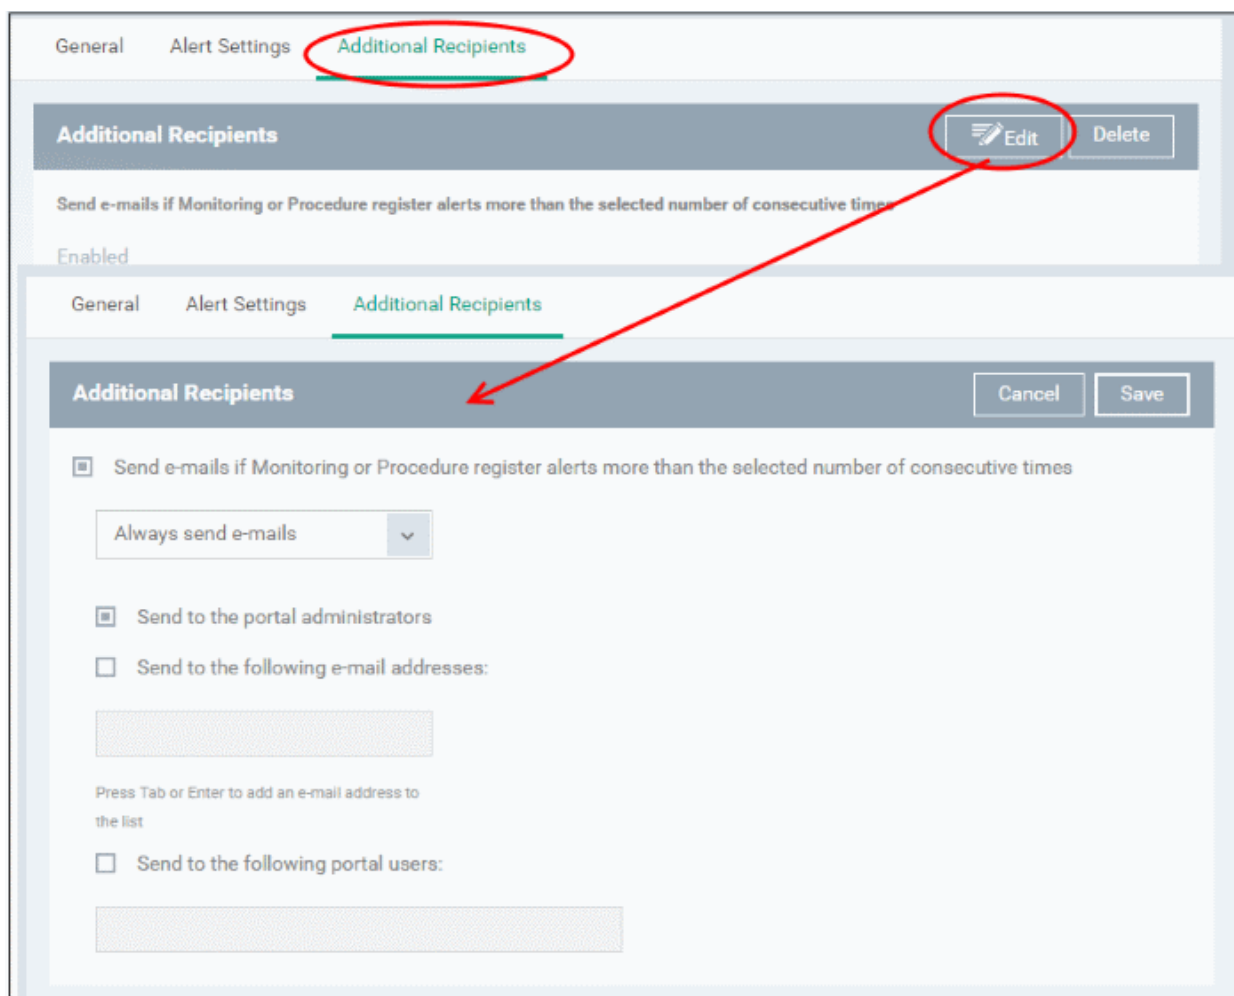 General Alert Settings Additional Recipients
Additional Recipients Edit Delete
Send e-mails if Monitoring or Procedure register alerts more than the selected number of consecutive times
Enabled
General Alert Settings Additional Recipients
Additional Recipients Cancel Save
Send e-mails if Monitoring or Procedure register alerts more than the selected number of consecutive times
Always send e-mails
Send to the portal administrators
Send to the following e-mail addresses:
Press Tab or Enter to add an e-mail address to
the list
Send to the following portal users: